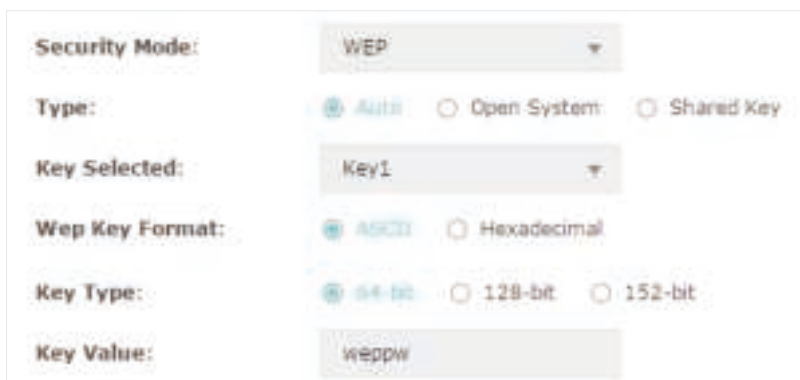 Security Mode: WEP
Type: Auto Open System Shared Key
Key Selected: Key1
Wep Key Format: ASCII Hexadecimal
Key Type: 64-bit 128-bit 152-bit
Key Value: weppw